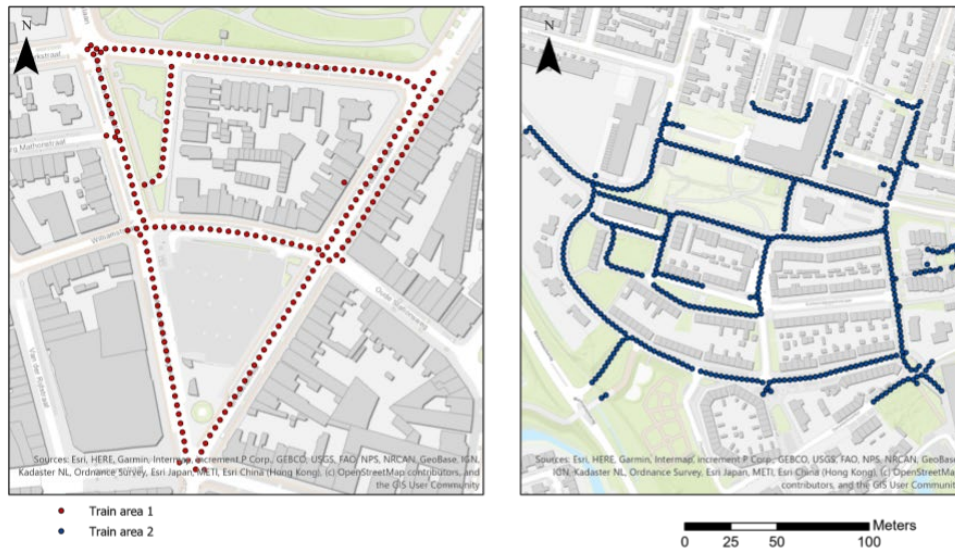 N
N
Williamstr
Oude Stationsweg
Sources: Esri, HERE, Garmin, Intermap, increment P Corp., GEBCO, USGS, FAO, NPS, NRCAN, GeoBase, IGN,
Kadaster NL, Ordnance Survey, Esri Japan, METI, Esri China (Hong Kong), (c) OpenStreetMap contributors, and
the GIS User Community
Sources: Esri, HERE, Garmin, Intermap, increment P Corp., GEBCO, USGS, FAO, NPS, NRCAN, GeoBase,
IGN, Kadaster NL, Ordnance Survey, Esri Japan, METI, Esri China (Hong Kong), (c) OpenStreetMap
contributors, and the GIS User Community
Train area 1
Train area 2
Meters
0 25 50 100